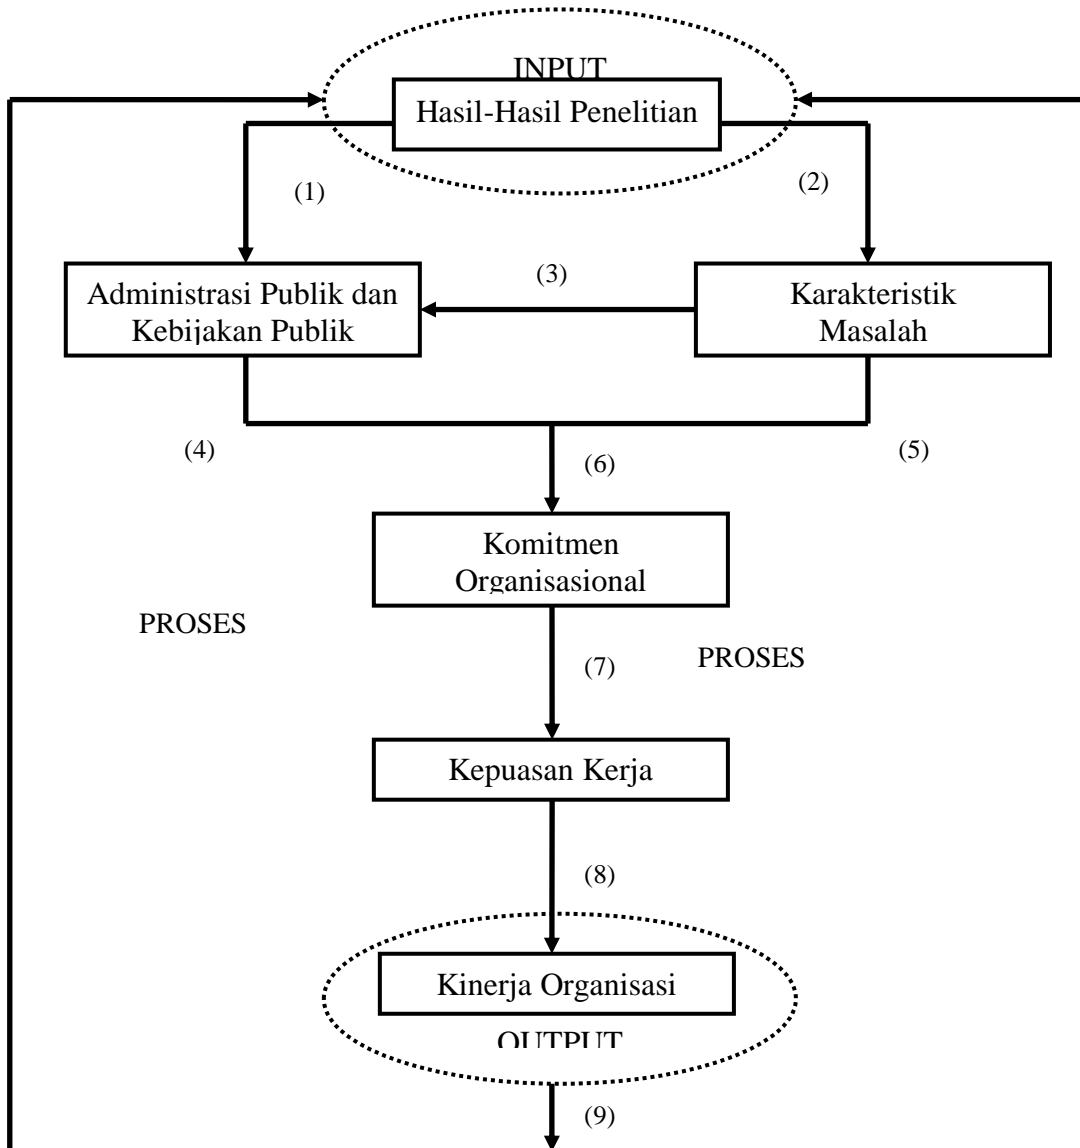 INPUT
Hasil-Hasil Penelitian
(1)
(2)
Administrasi Publik dan
Kebijakan Publik
(3)
Karakteristik
Masalah
(4)
(6)
(5)
Komitmen
Organisasional
PROSES
(7)
PROSES
Kepuasan Kerja
(8)
Kinerja Organisasi
OUTPUT
(9)